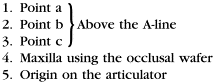 1. Point a
2. Point b } Above the A-line
3. Point c
4. Maxilla using the occlusal wafer
5. Origin on the articulator